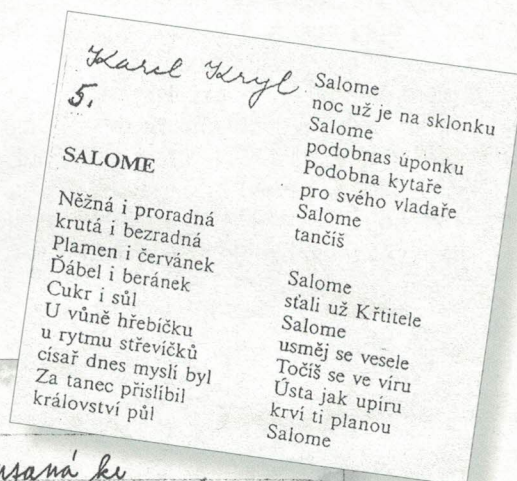 Karel Kryl
5.
SALOME
Něžná i proradná
krutá i bezradná
Plamen i červánek
Ďábel i beránek
Cukr i sůl
U vůně hřebíčku
u rytmu střevíčků
císař dnes myslí byl
Za tanec přislíbil
království půl
Salome
noc už je na sklonku
Salome
podobnas úponku
Podobna kytaře
pro svého vladaře
Salome
tančíš
Salome
sťali už Křtitele
Salome
usměj se vesele
Točíš se ve víru
Ústa jak upíru
krví ti planou
Salome
ke